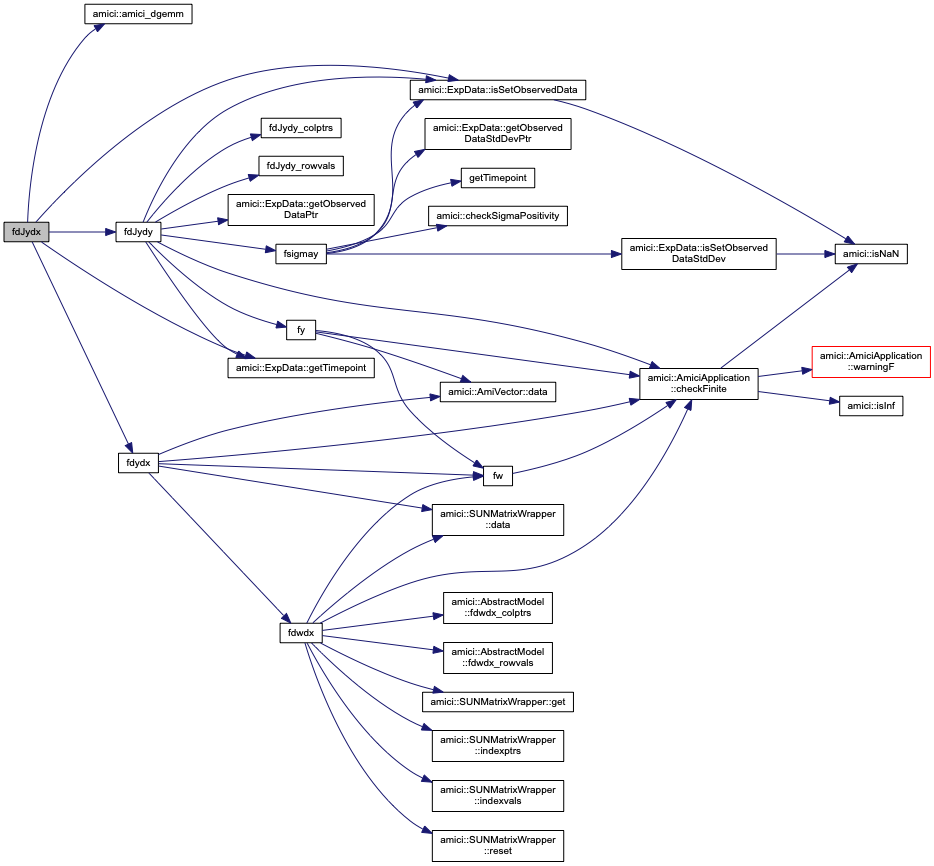 amici::amici_dgemm
amici::ExpData::isSetObservedData
fdJydy_colptrs
amici::ExpData::getObserved
DataStdDevPtr
fdJydy_rowvals
getTimepoint
amici::ExpData::getObserved
DataPtr
amici::checkSigmaPositivity
fdJydx
fdJydy
fsigmay
amici::ExpData::isSetObserved
DataStdDev
amici::isNaN
fy
amici::ExpData::getTimepoint
amici::AmiciApplication
::warningF
amici::AmiciApplication
::checkFinite
amici::AmiVector::data
amici::isInf
fdydx
fw
amici::SUNMatrixWrapper
::data
amici::AbstractModel
::fdwdx_colptrs
fdwdx
amici::AbstractModel
::fdwdx_rowvals
amici::SUNMatrixWrapper::get
amici::SUNMatrixWrapper
::indexptrs
amici::SUNMatrixWrapper
::indexvals
amici::SUNMatrixWrapper
::reset